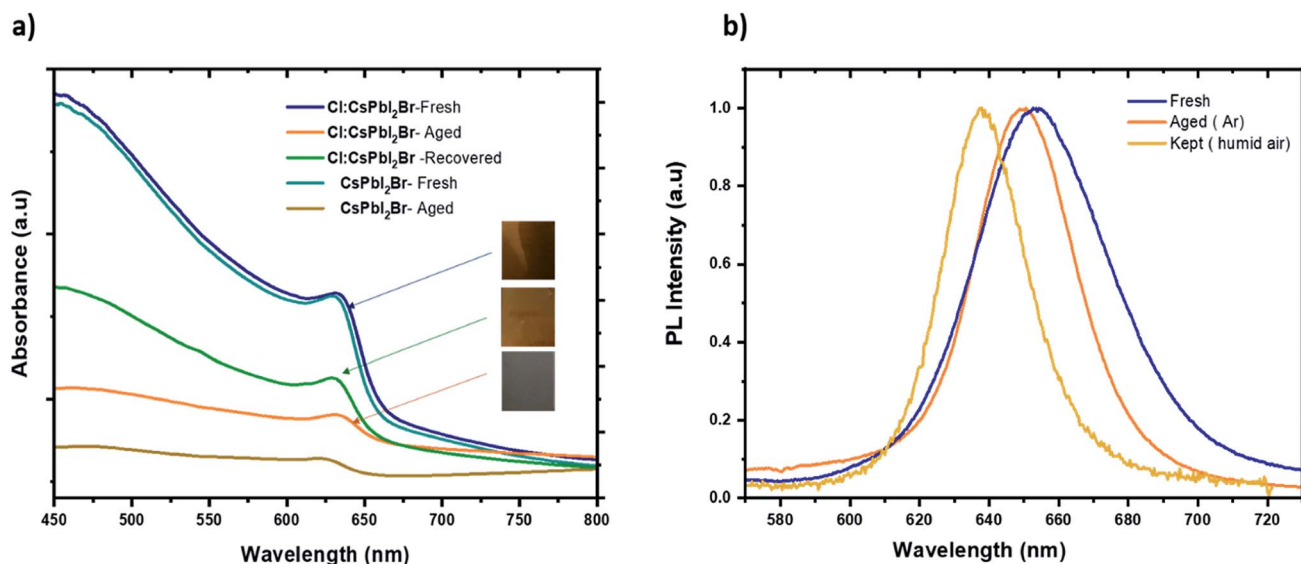 a)
Absorbance (a.u)
Cl:CsPbI₂Br-Fresh
Cl:CsPbI₂Br- Aged
Cl:CsPbI₂Br -Recovered
CsPbI₂Br- Fresh
CsPbI₂Br- Aged
450 500 550 600 650 700 750 800
Wavelength (nm)
b)
PL Intensity (a.u)
1.0
0.8
0.6
0.4
0.2
0.0
Fresh
Aged ( Ar)
Kept ( humid air)
580 600 620 640 660 680 700 720
Wavelength (nm)